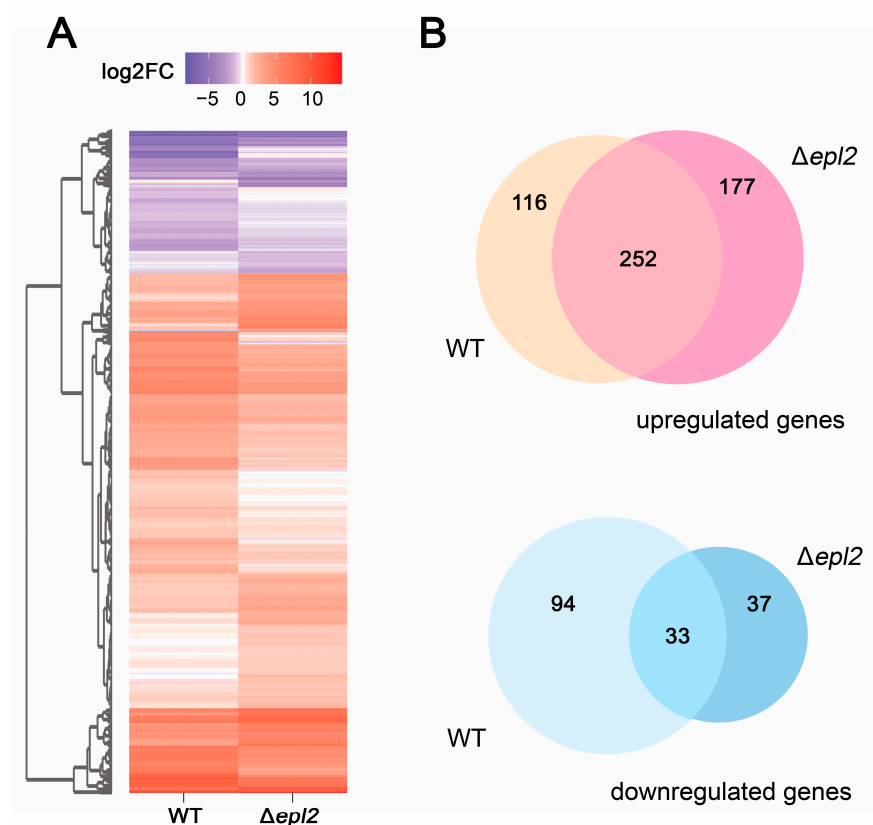 A
log2FC
−5 0 5 10
WT
Δepl2
B
116
177
252
Δepl2
WT
upregulated genes
94
37
33
Δepl2
WT
downregulated genes